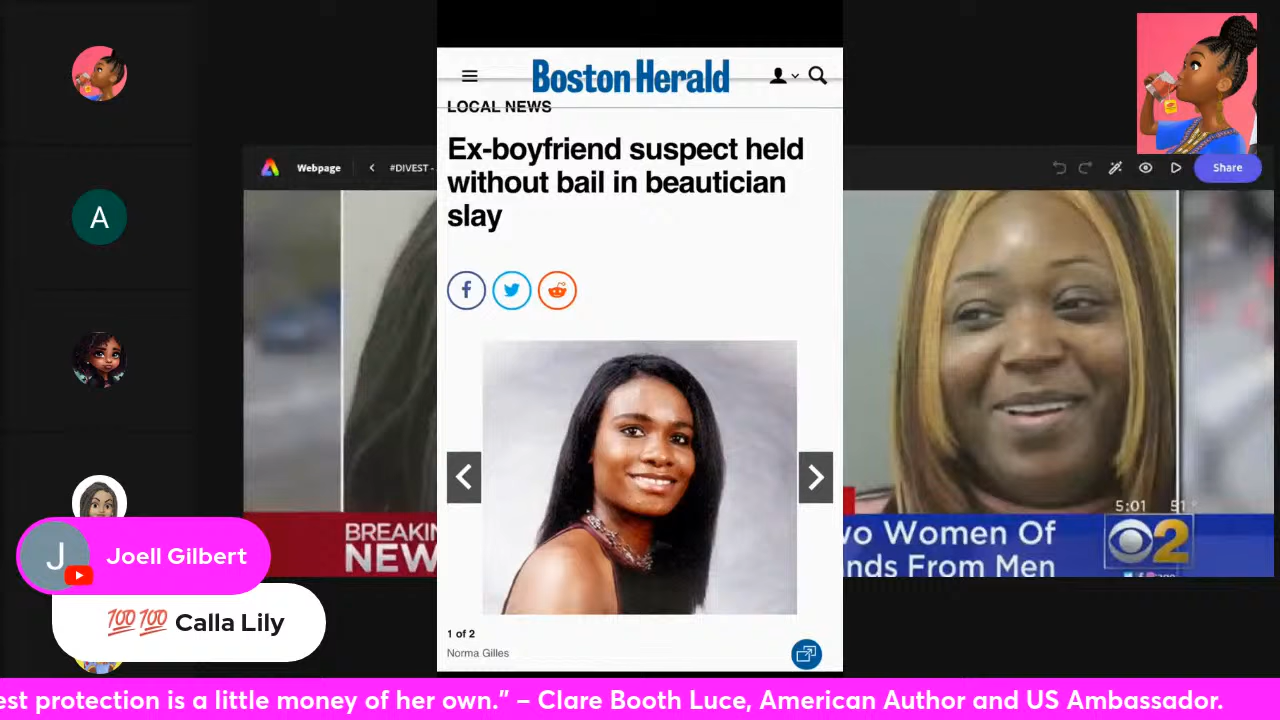 Boston Herald
LOCAL NEWS
Ex-boyfriend suspect held
without bail in beautician
slay
1 of 2
Norma Gilles
Webpage
#DIVEST -
Share
A
J
Joell Gilbert
💯💯 Calla Lily
BREAKIN
NEW
wo Women Of
nds From Men
5:01 51°
2
est protection is a little money of her own.” – Clare Booth Luce, American Author and US Ambassador.